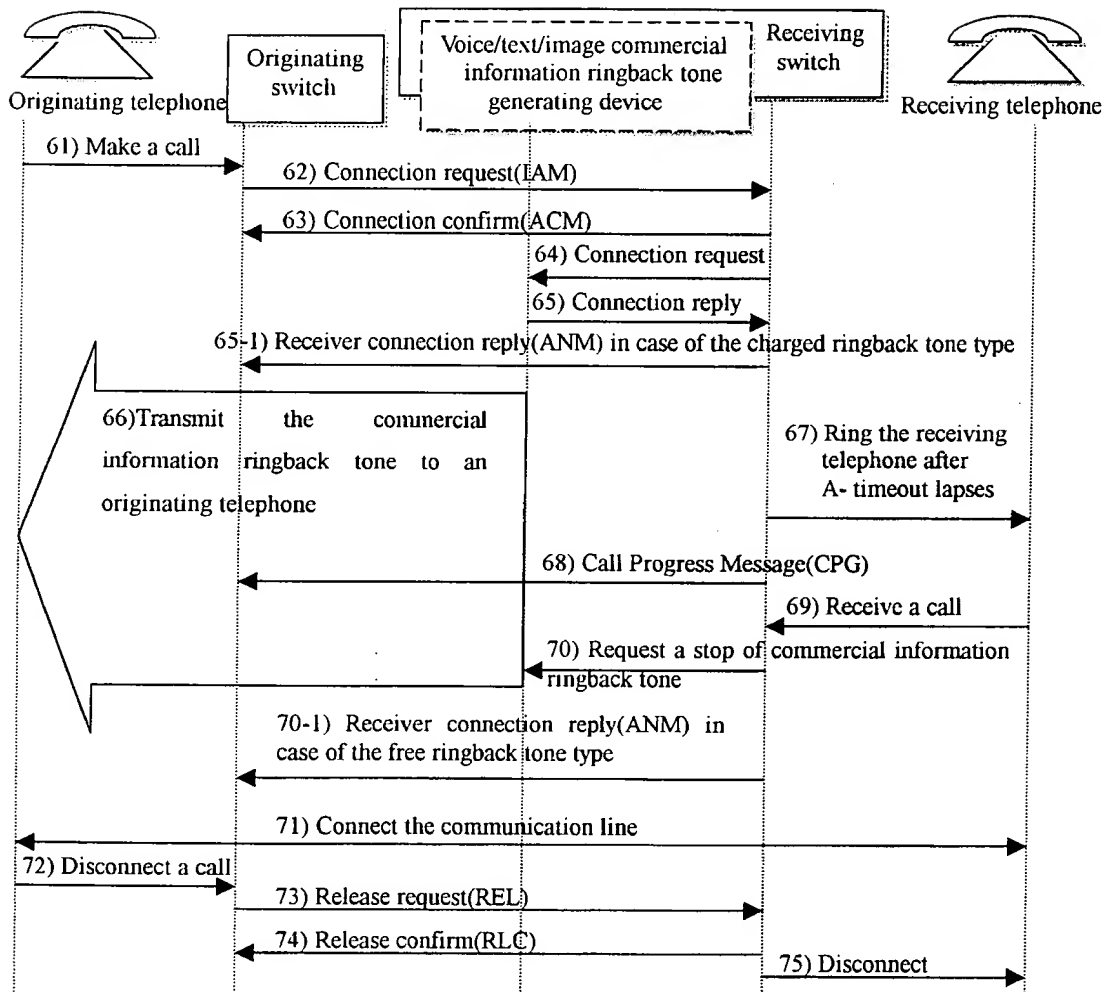 Originating telephone
Originating
switch
Voice/text/image commercial
information ringback tone
generating device
Receiving
switch
Receiving telephone
61) Make a call
62) Connection request(IAM)
63) Connection confirm(ACM)
64) Connection request
65) Connection reply
65-1) Receiver connection reply(ANM) in case of the charged ringback tone type
66)Transmit the commercial
information ringback tone to an
originating telephone
67) Ring the receiving
telephone after
A- timeout lapses
68) Call Progress Message(CPG)
69) Receive a call
70) Request a stop of commercial information
ringback tone
70-1) Receiver connection reply(ANM) in
case of the free ringback tone type
71) Connect the communication line
72) Disconnect a call
73) Release request(REL)
74) Release confirm(RLC)
75) Disconnect